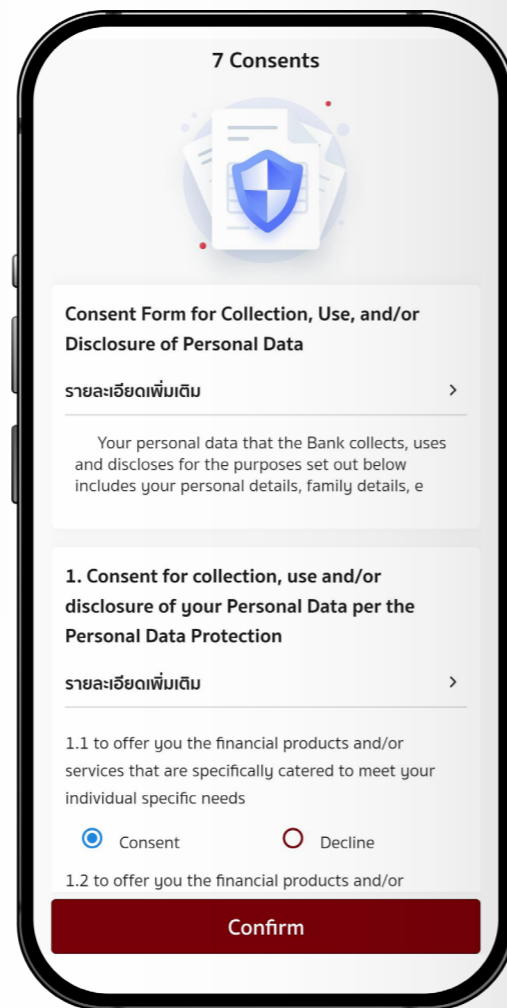 7 Consents
Consent Form for Collection, Use, and/or
Disclosure of Personal Data
รายละเอียดเพิ่มเติม
Your personal data that the Bank collects, uses
and discloses for the purposes set out below
includes your personal details, family details, e
1. Consent for collection, use and/or
disclosure of your Personal Data per the
Personal Data Protection
รายละเอียดเพิ่มเติม
1.1 to offer you the financial products and/or
services that are specifically catered to meet your
individual specific needs
Consent Decline
1.2 to offer you the financial products and/or
Confirm